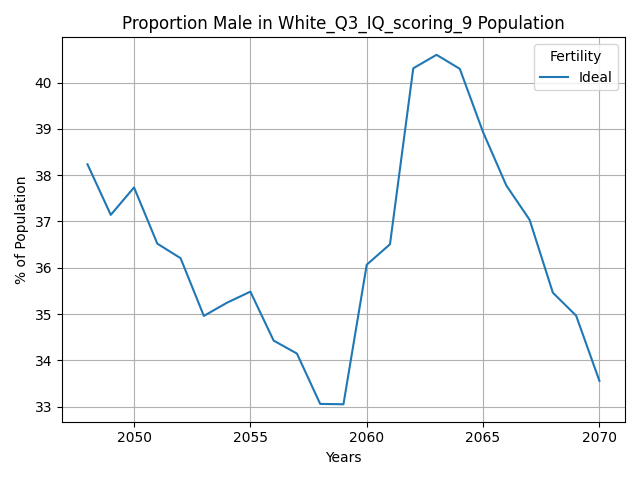 Proportion Male in White_Q3_IQ_scoring_9 Population
Fertility
Ideal
% of Population
40
39
38
37
36
35
34
33
2050
2055
2060
2065
2070
Years